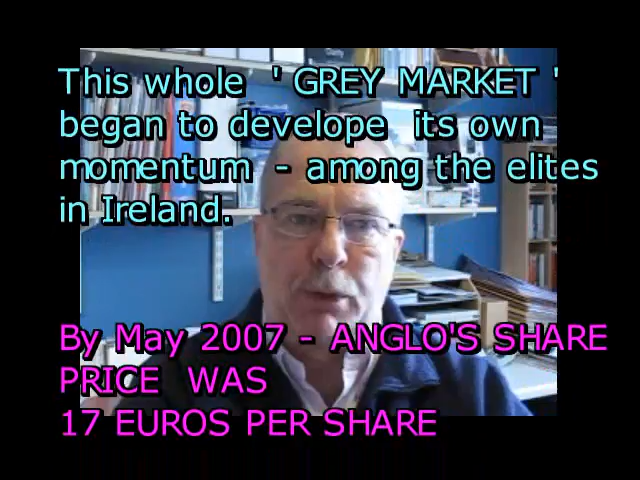 This whole ' GREY MARKET '
began to develope its own
momentum - among the elites
in Ireland.
By May 2007 - ANGLO'S SHARE
PRICE WAS
17 EUROS PER SHARE